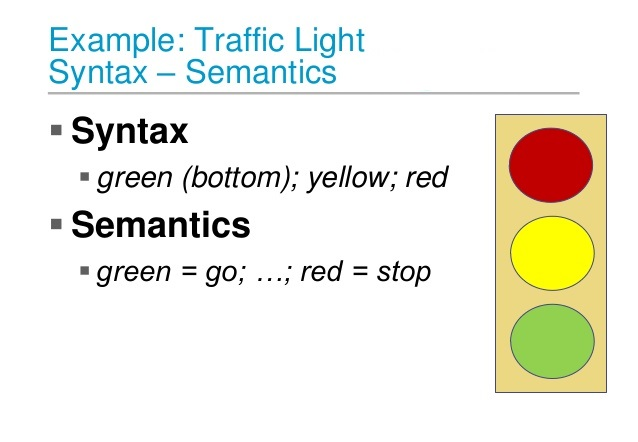 Example: Traffic Light
Syntax – Semantics
▪ Syntax
▪ green (bottom); yellow; red
▪ Semantics
▪ green = go; …; red = stop